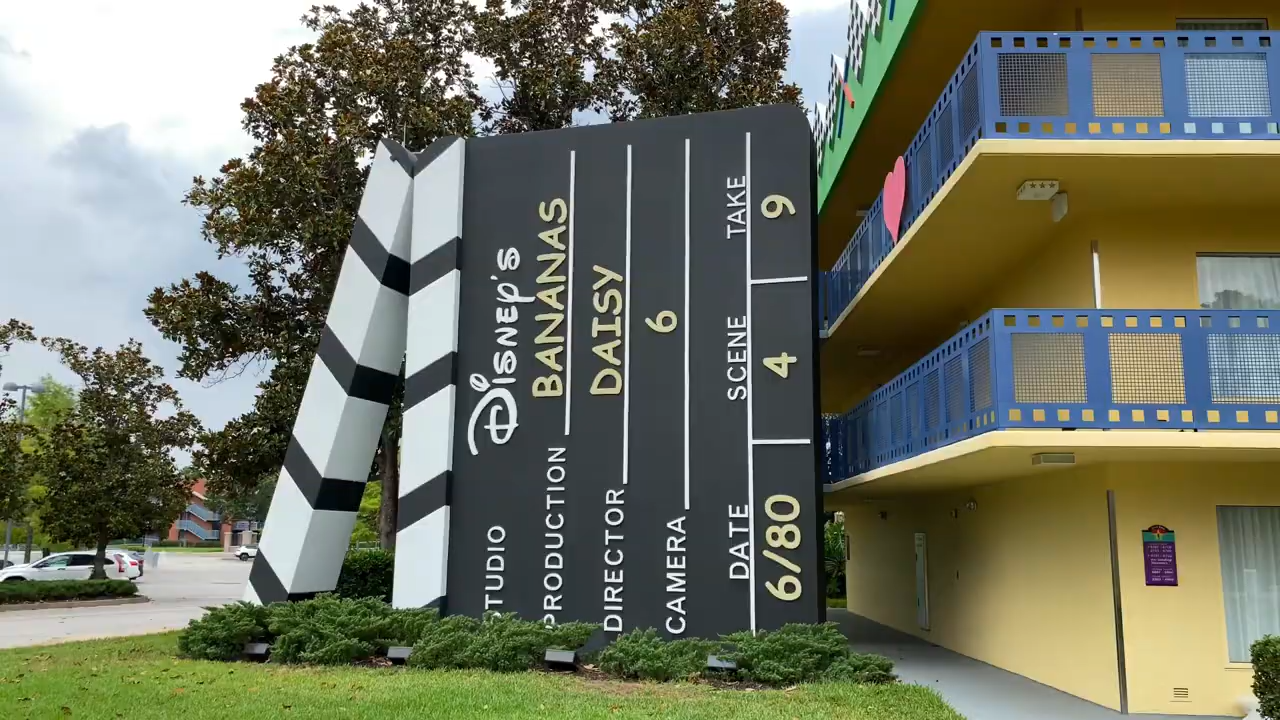 STUDIO Disney's
PRODUCTION BANANAS
DIRECTOR DAISY
CAMERA 6
DATE SCENE TAKE
6/80 4 9